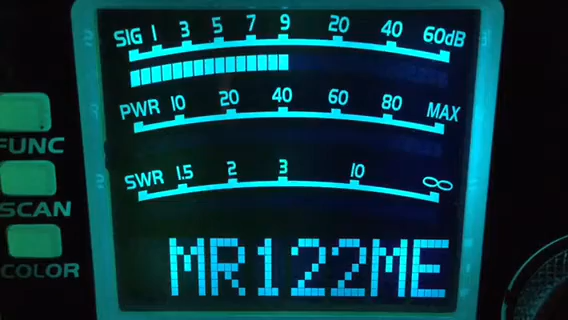 SIG 1 3 5 7 9 20 40 60dB
PWR 10 20 40 60 80 MAX
FUNC
SWR 1.5 2 3 10 ∞
SCAN
COLOR
MR122ME